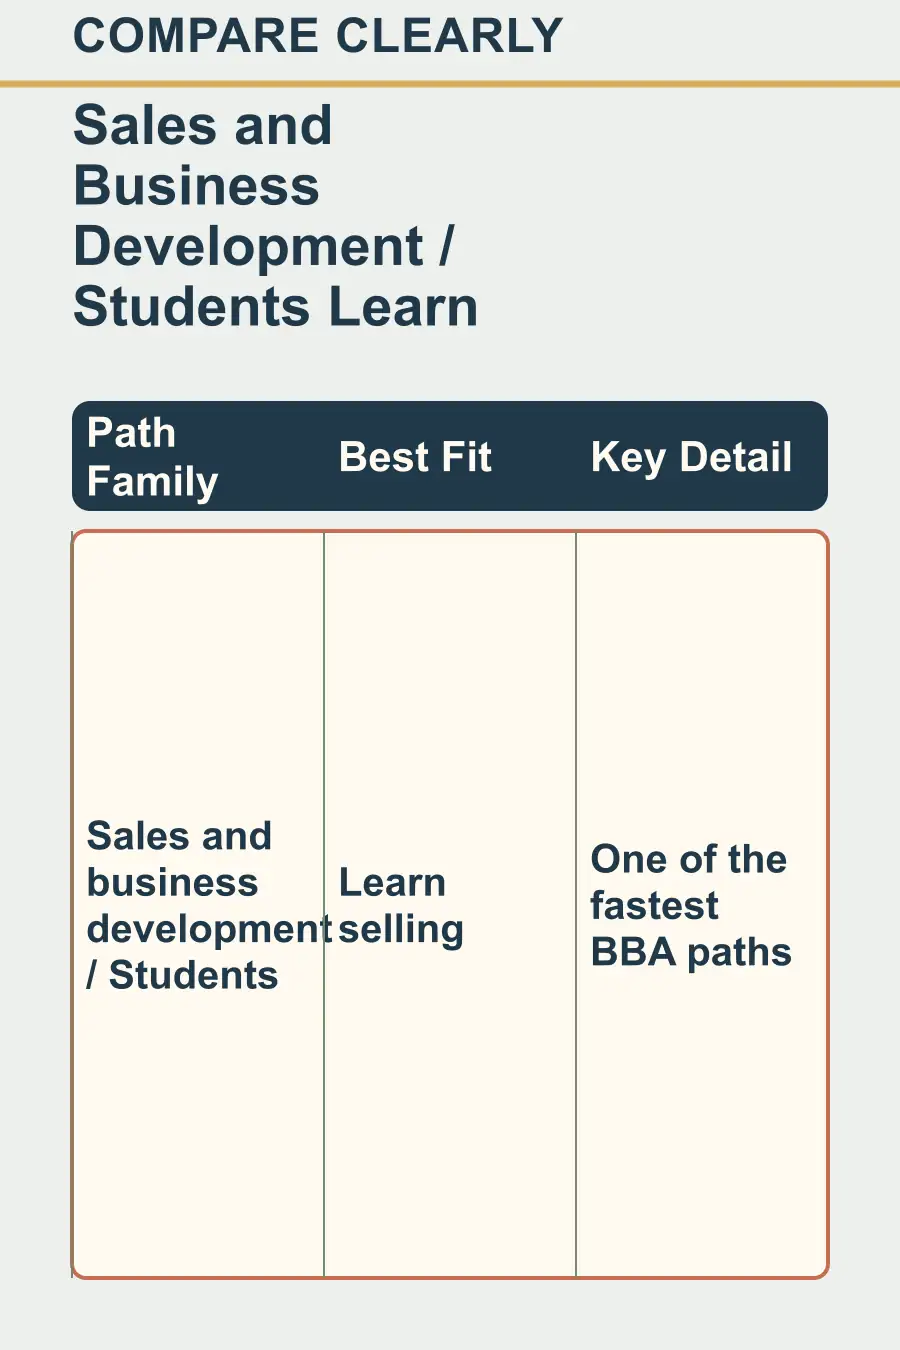 COMPARE CLEARLY
Sales and
Business
Development /
Students Learn
Path
Family
Best Fit
Key Detail
Sales and
business
development
/ Students
Learn
selling
One of the
fastest
BBA paths